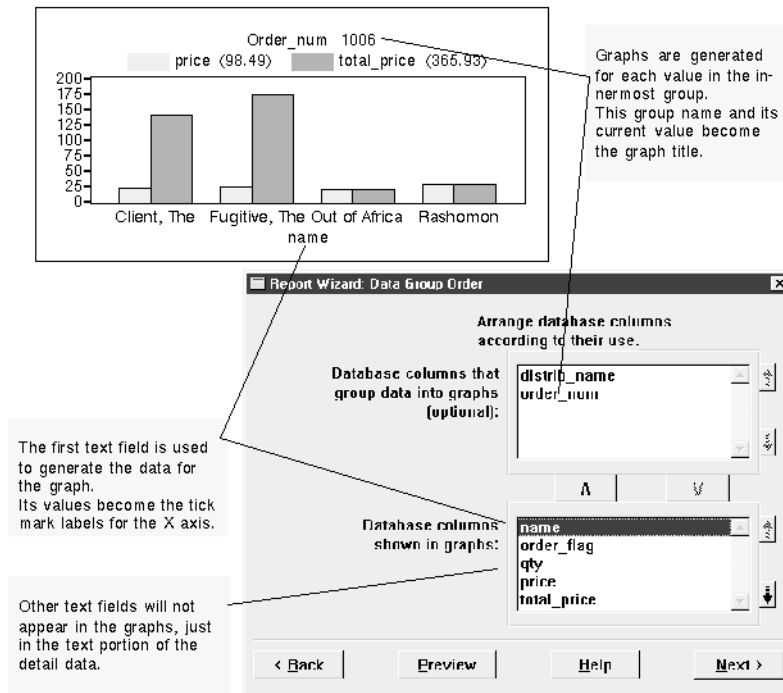 Order_num 1006
price (98.49) total_price (365.93)
200
175
150
125
100
75
50
25
0
Client, The Fugitive, The Out of Africa Rashomon
name
Graphs are generated
for each value in the in-
nermost group.
This group name and its
current value become
the graph title.
Report Wizard: Data Group Order
Arrange database columns
according to their use.
Database columns that
group data into graphs
(optional):
distrib_name
order_num
The first text field is used
to generate the data for
the graph.
Its values become the tick
mark labels for the X axis.
Database columns
shown in graphs:
name
order_flag
qty
price
total_price
Other text fields will not
appear in the graphs, just
in the text portion of the
detail data.
< Back Preview Help Next >